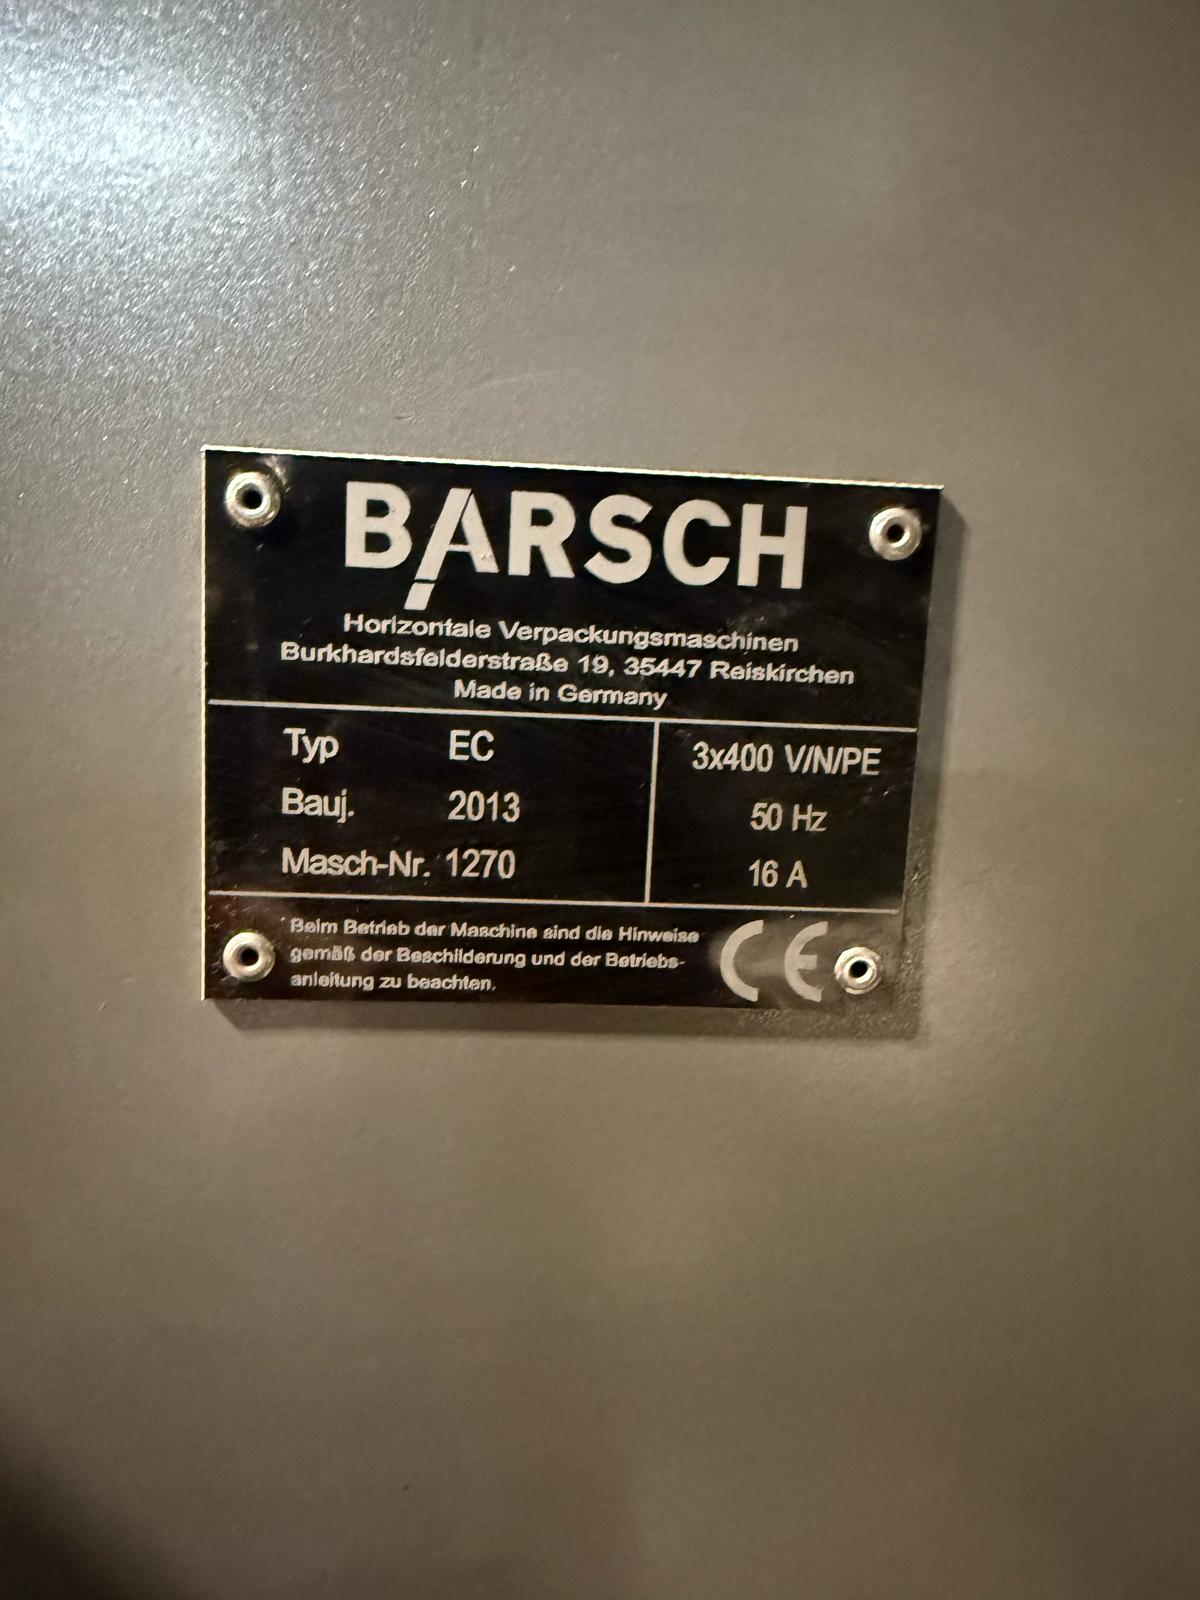 BARSCH
Horizontale Verpackungsmaschinen
Burkhardsfelderstraße 19, 35447 Reiskirchen
Made in Germany
Typ EC
Bauj. 2013
Masch-Nr. 1270
3x400 V/N/PE
50 Hz
16 A
Beim Betrieb der Maschine sind die Hinweise
gemäß der Beschilderung und der Betriebs-
anleitung zu beachten.
CE